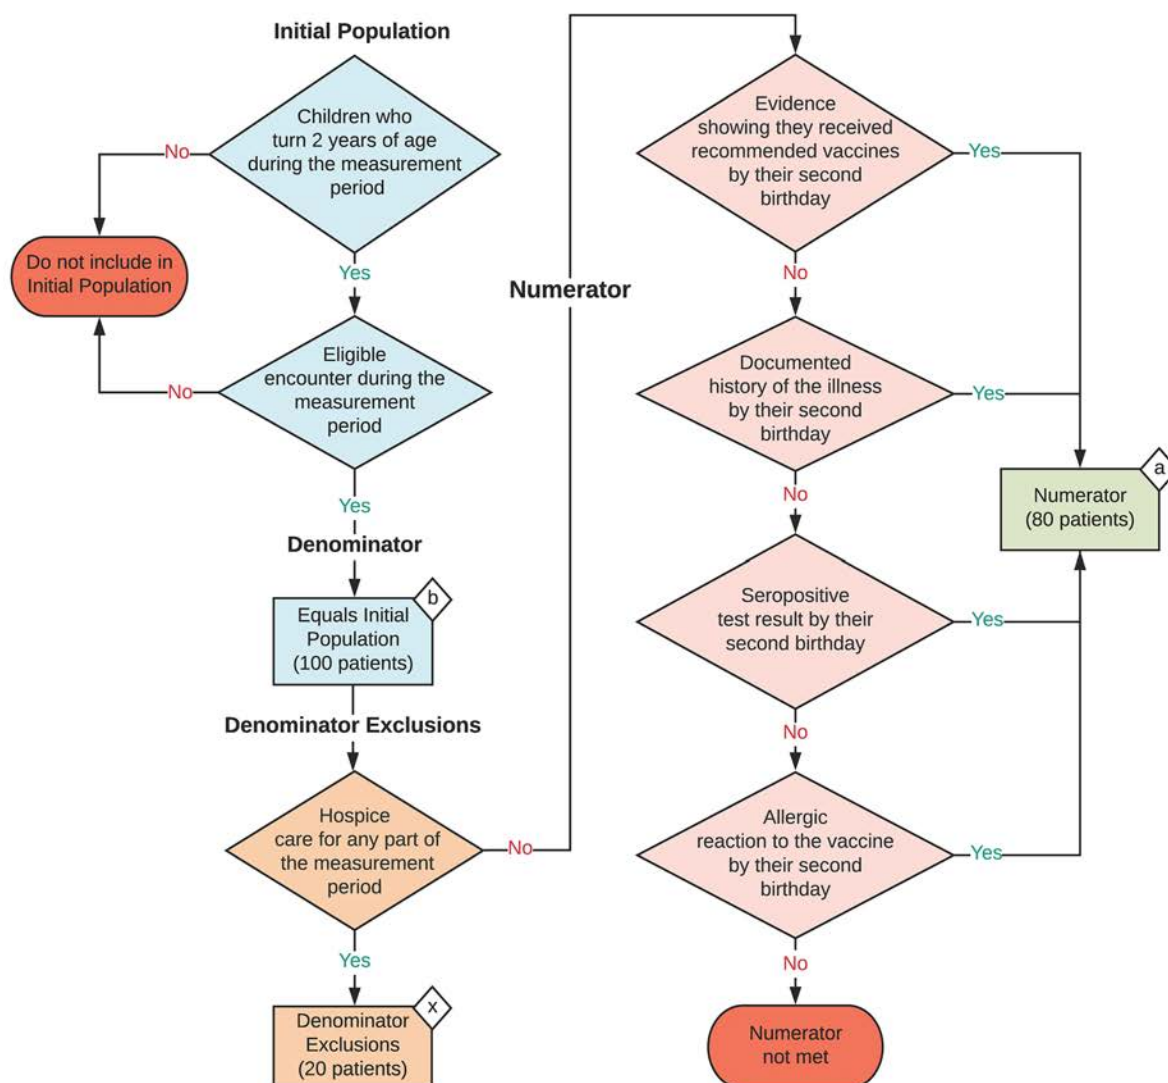 Initial Population
Children who
turn 2 years of age
during the measurement
period
No
Do not include in
Initial Population
Yes
Eligible
encounter during the
measurement
period
No
Yes
Denominator
b
Equals Initial
Population
(100 patients)
Denominator Exclusions
Hospice
care for any part of
the measurement
period
No
Yes
x
Denominator
Exclusions
(20 patients)
Numerator
Evidence
showing they received
recommended vaccines
by their second
birthday
Yes
No
Documented
history of the illness
by their second
birthday
Yes
No
a
Numerator
(80 patients)
Seropositive
test result by their
second birthday
Yes
No
Allergic
reaction to the vaccine
by their second
birthday
Yes
No
Numerator
not met